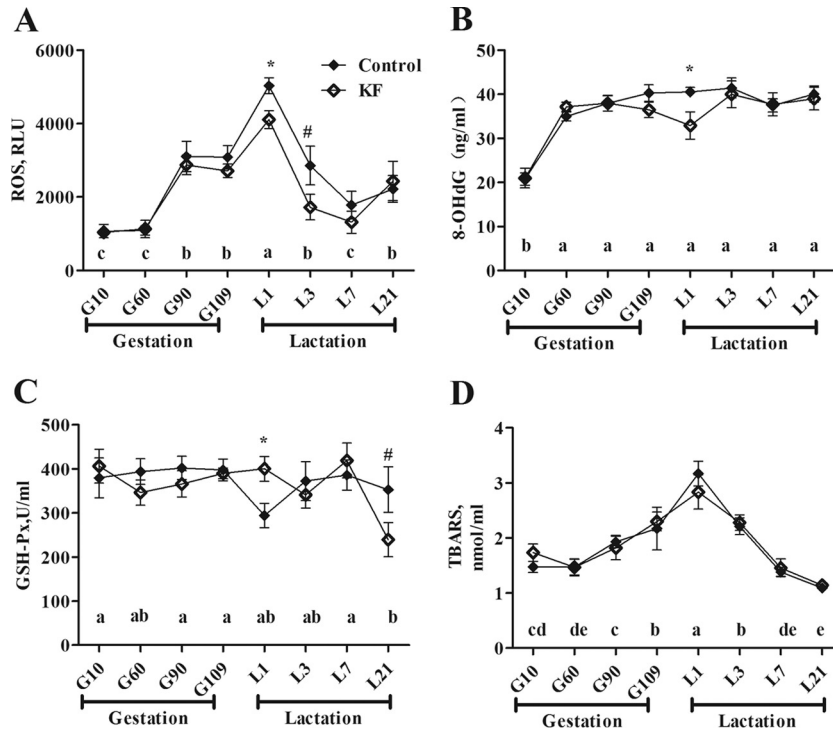 A
ROS, RLU
6000
4000
2000
0
*
#
Control
KF
c c b b a b c b
G10 G60 G90 G109 L1 L3 L7 L21
Gestation Lactation
B
8-OHdG (ng/ml)
50
40
30
20
10
0
*
b a a a a a a a
G10 G60 G90 G109 L1 L3 L7 L21
Gestation Lactation
C
GSH-Px,U/ml
500
400
300
200
100
0
*
#
a ab a a ab ab a b
G10 G60 G90 G109 L1 L3 L7 L21
Gestation Lactation
D
TBARS,
nmol/ml
4
3
2
1
0
cd de c b a b de e
G10 G60 G90 G109 L1 L3 L7 L21
Gestation Lactation